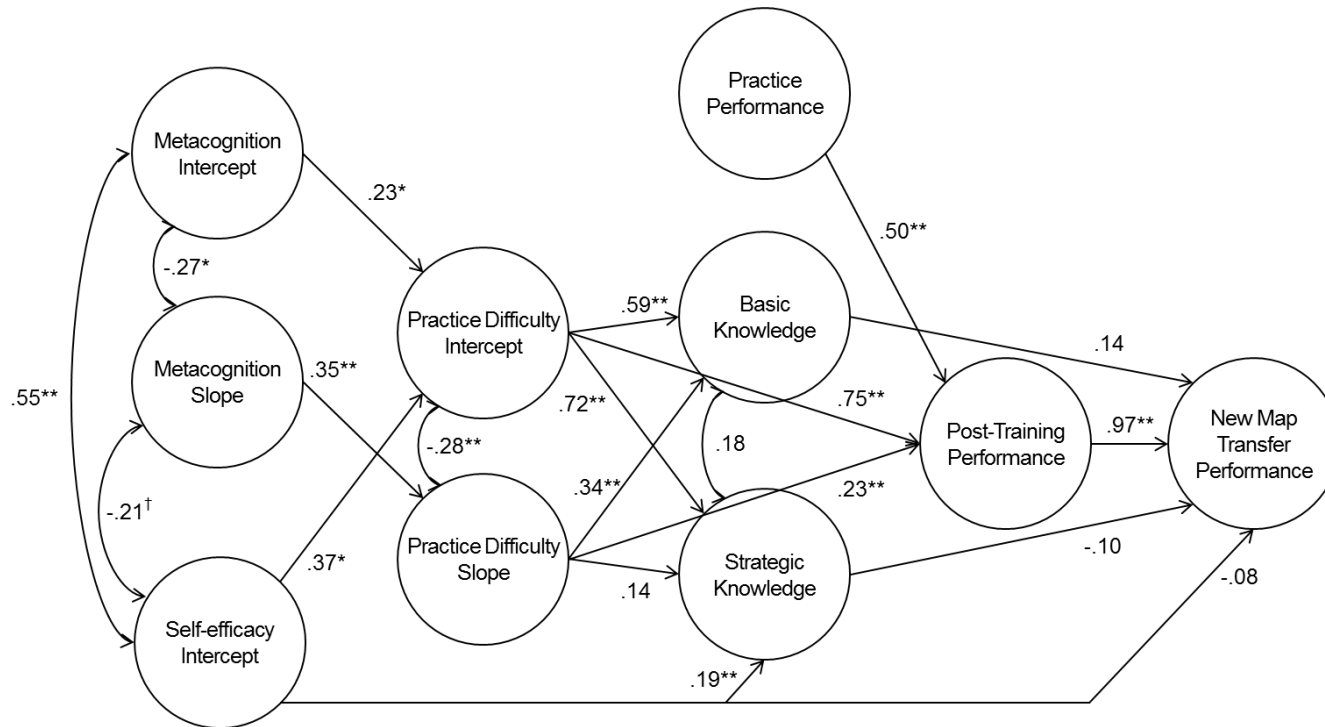 Practice
Performance
Metacognition
Intercept
.23*
.50**
-.27*
Practice Difficulty
Intercept
.59**
Basic
Knowledge
.14
Metacognition
Slope
.35**
.55**
.72**
.75**
-.28**
.18
Post-Training
Performance
.97**
New Map
Transfer
Performance
-.21†
.34**
.23**
Practice Difficulty
Slope
.37*
.14
Strategic
Knowledge
-.10
-.08
Self-efficacy
Intercept
.19**